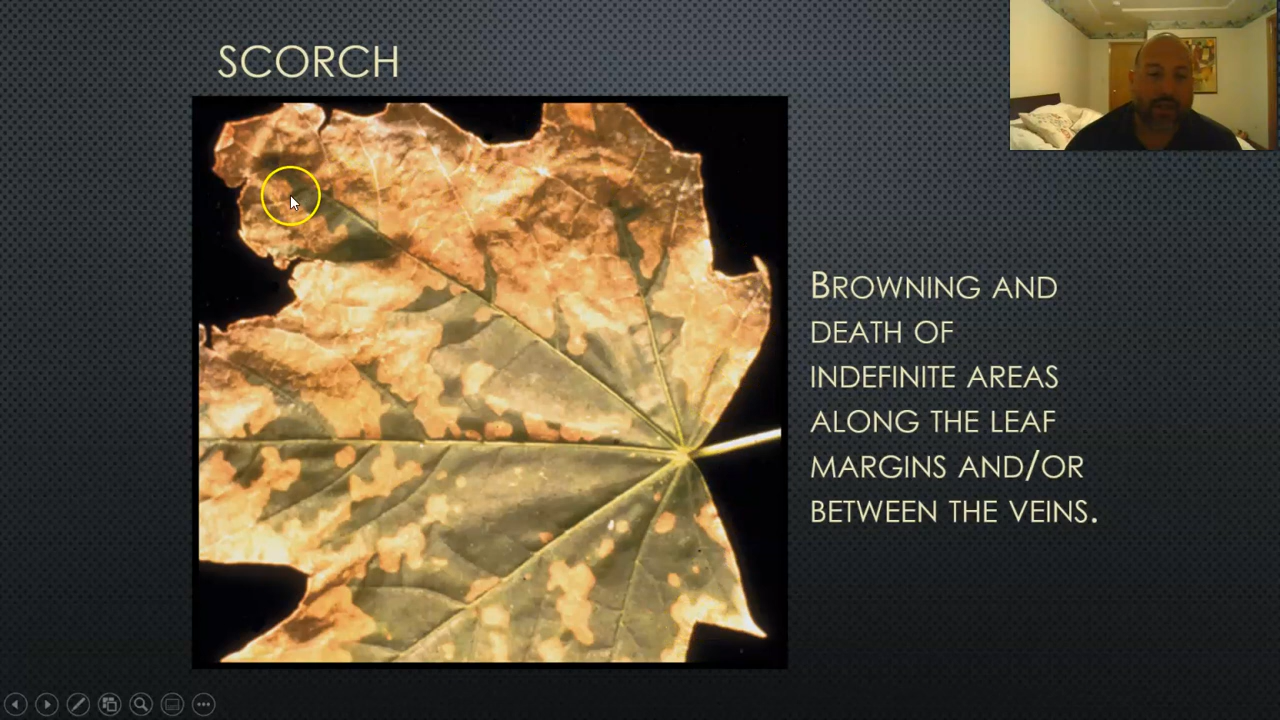 SCORCH
BROWNING AND
DEATH OF
INDEFINITE AREAS
ALONG THE LEAF
MARGINS AND/OR
BETWEEN THE VEINS.